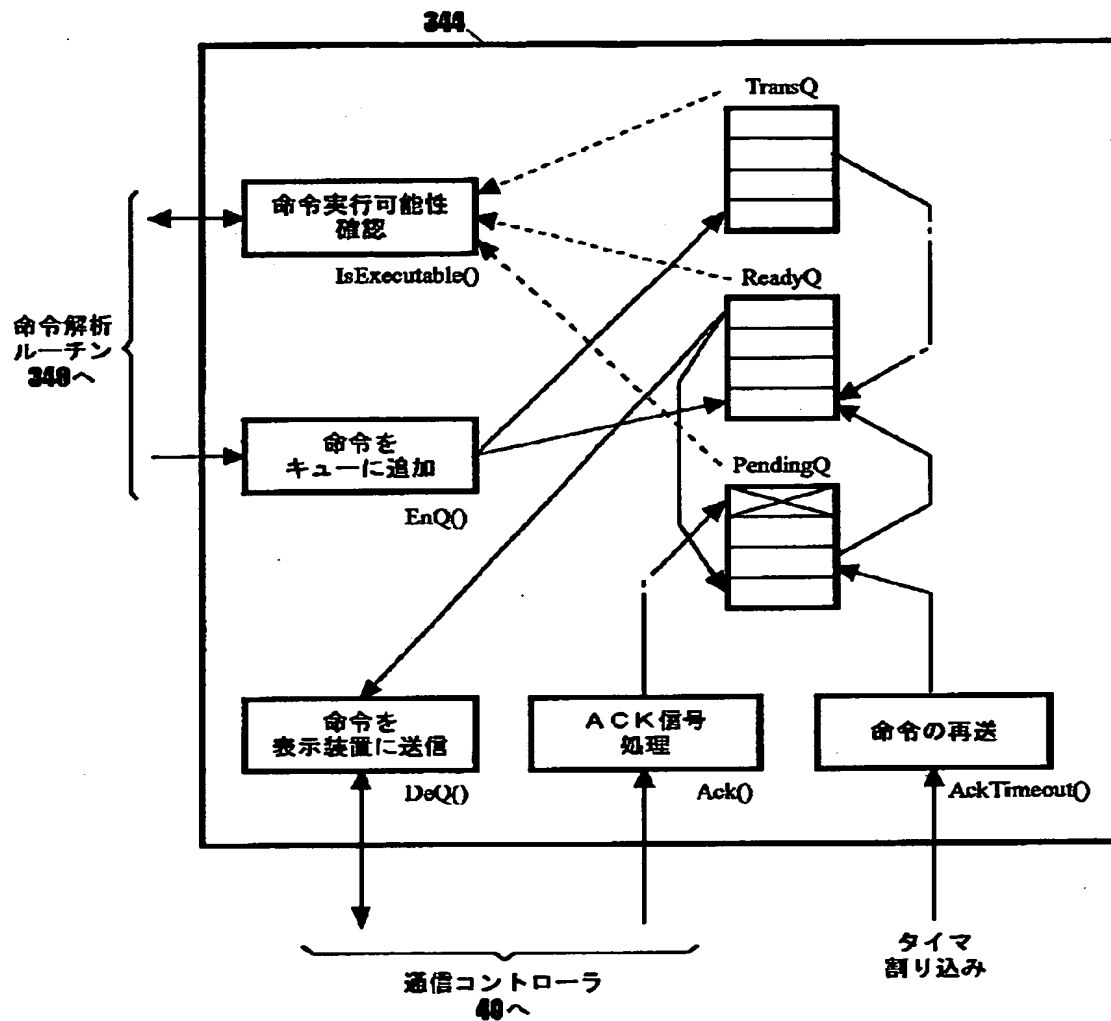 344
TransQ
命令実行可能性
確認
IsExecutable()
ReadyQ
命令解析
ルーチン
348へ
命令を
キューに追加
EnQ()
PendingQ
命令を
表示装置に送信
DeQ()
ACK信号
処理
Ack()
命令の再送
AckTimeout()
タイマ
割り込み
通信コントローラ
40へ